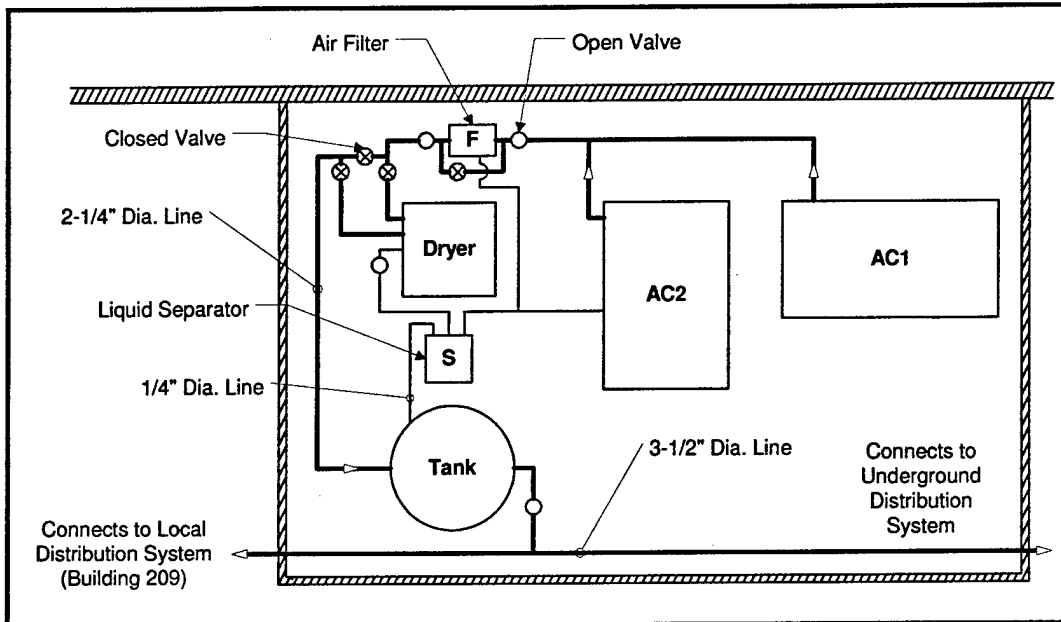 Air Filter
Open Valve
Closed Valve
F
2-1/4" Dia. Line
Dryer
AC2
AC1
Liquid Separator
S
1/4" Dia. Line
Tank
3-1/2" Dia. Line
Connects to
Underground
Distribution
System
Connects to Local
Distribution System
(Building 209)